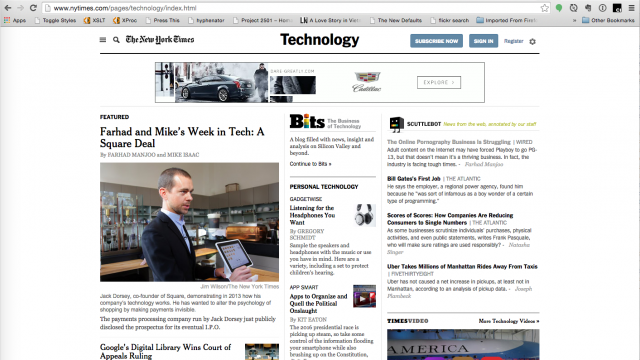 www.nytimes.com/pages/technology/index.html
Apps
Toggle Styles
XSLT
XProc
Press This
hyphenator
Project 2501 – Hom
A Love Story in Vien
The New Defaults
flickr search
Imported From Firef
Other Bookmarks
The New York Times
Technology
SUBSCRIBE NOW
SIGN IN
Register
DARE-GREATLY.COM
Cadillac
EXPLORE
FEATURED
Farhad and Mike's Week in Tech: A
Square Deal
By FARHAD MANJOO and MIKE ISAAC
Jim Wilson/The New York Times
Jack Dorsey, co-founder of Square, demonstrating in 2013 how his
company's technology works. He has wanted to alter the psychology of
shopping by making payments invisible.
The payments processing company run by Jack Dorsey just publicly
disclosed the prospectus for its eventual I.P.O.
Google's Digital Library Wins Court of
Appeals Ruling
Bits
The Business
of Technology
A blog filled with news, insight and
analysis on Silicon Valley and
beyond.
Continue to Bits »
PERSONAL TECHNOLOGY
GADGETWISE
Listening for the
Headphones You
Want
By GREGORY
SCHMIDT
Sample the speakers and
headphones with the music or use
you have in mind. Here are a
variety, including a set to protect
children's hearing.
APP SMART
Apps to Organize and
Quell the Political
Onslaught
By KIT EATON
The 2016 presidential race is
picking up steam, so take some
control of the information flooding
your smartphone while also
brushing up on the Constitution,
SCUTTLEBOT
News from the web, annotated by our staff
The Online Pornography Business is Struggling | WIRED
Adult content on the Internet may have forced Playboy to go PG-
13, but that doesn't mean it's a thriving business. In fact, the
industry is facing tough times. - Farhad Manjoo
Bill Gates's First Job | THE ATLANTIC
He says the employer, a regional power agency, found him
because he "was sort of infamous as a boy wonder of a certain
type of programming."
Scores of Scores: How Companies Are Reducing
Consumers to Single Numbers | THE ATLANTIC
As some businesses scrutinize individuals' purchases, physical
activities, and even public statements, writes Frank Pasquale,
who will make sure ratings are used responsibly? - Natasha
Singer
Uber Takes Millions of Manhattan Rides Away From Taxis
| FIVETHIRTYEIGHT
Uber has not caused a net increase in pickups, at least not in
Manhattan, according to an analysis of pickup data. - Joseph
Plambeck
TIMESVIDEO
More Technology Videos »
AMERICA